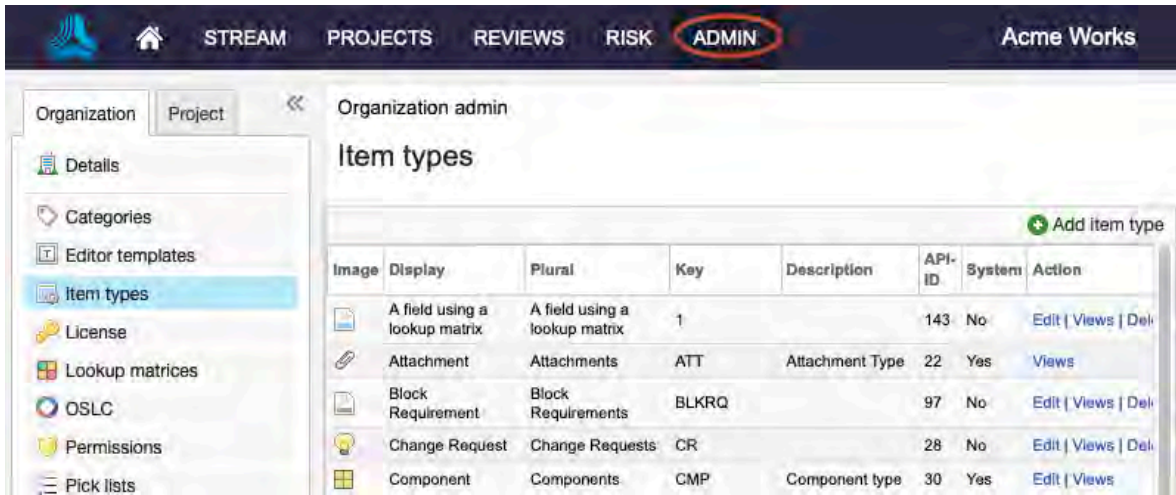 STREAM PROJECTS REVIEWS RISK ADMIN Acme Works
Organization Project
Details
Categories
Editor templates
Item types
License
Lookup matrices
OSLC
Permissions
Pick lists
Organization admin
Item types
Add item type
Image Display Plural Key Description API-ID System Action
A field using a lookup matrix A field using a lookup matrix 1 143 No Edit | Views | Del
Attachment Attachments ATT Attachment Type 22 Yes Views
Block Requirement Block Requirements BLKRQ 97 No Edit | Views | Del
Change Request Change Requests CR 28 No Edit | Views | Del
Component Components CMP Component type 30 Yes Edit | Views